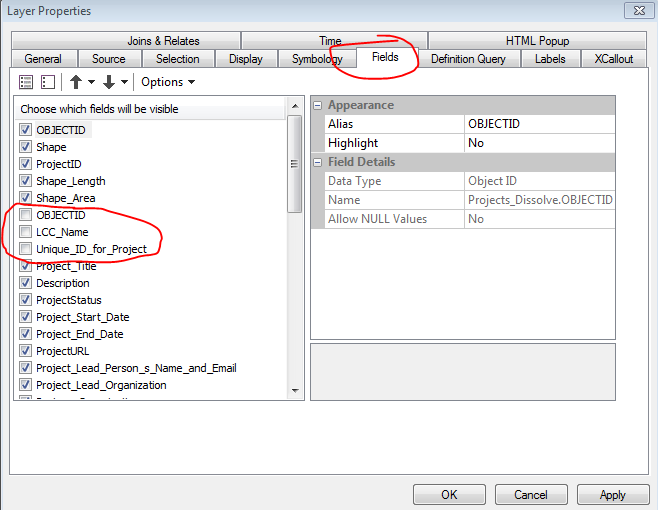 Layer Properties
Joins & Relates Time HTML Popup
General Source Selection Display Symbology Fields Definition Query Labels XCallout
Options
Choose which fields will be visible
OBJECTID
Shape
ProjectID
Shape_Length
Shape_Area
OBJECTID
LCC_Name
Unique_ID_for_Project
Project_Title
Description
ProjectStatus
Project_Start_Date
Project_End_Date
ProjectURL
Project_Lead_Person_s_Name_and_Email
Project_Lead_Organization
Appearance
Alias OBJECTID
Highlight No
Field Details
Data Type Object ID
Name Projects_Dissolve.OBJECTID
Allow NULL Values No
OK Cancel Apply